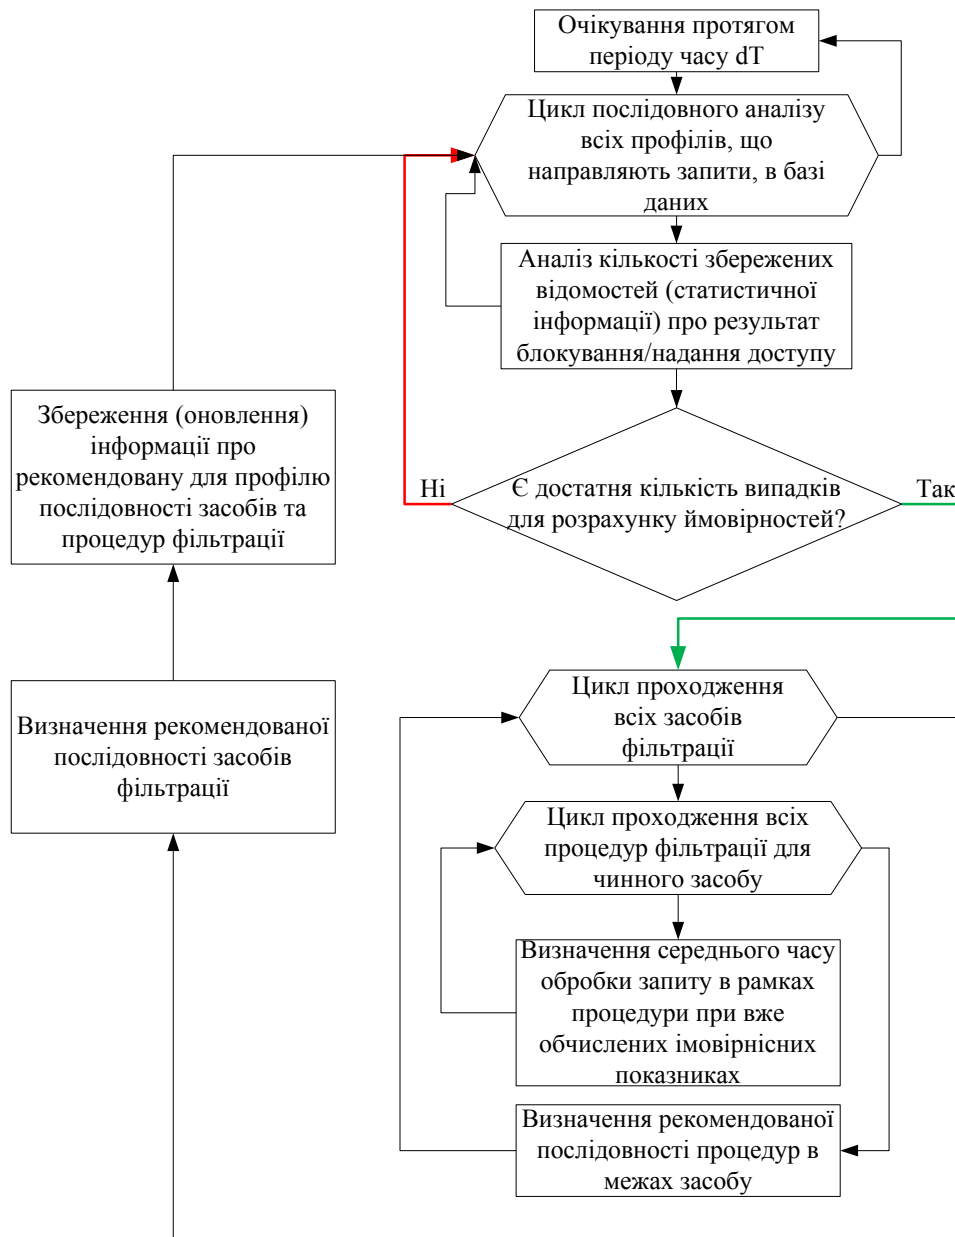 Очікування протягом
періоду часу dT
Цикл послідовного аналізу
всіх профілів, що
направляють запити, в базі
даних
Аналіз кількості збережених
відомостей (статистичної
інформації) про результат
блокування/надання доступу
Збереження (оновлення)
інформації про
рекомендовану для профілю
послідовності засобів та
процедур фільтрації
Ні
Є достатня кількість випадків
для розрахунку ймовірностей?
Так
Цикл проходження
всіх засобів
фільтрації
Визначення рекомендованої
послідовності засобів
фільтрації
Цикл проходження всіх
процедур фільтрації для
чинного засобу
Визначення середнього часу
обробки запиту в рамках
процедури при вже
обчислених імовірнісних
показниках
Визначення рекомендованої
послідовності процедур в
межах засобу